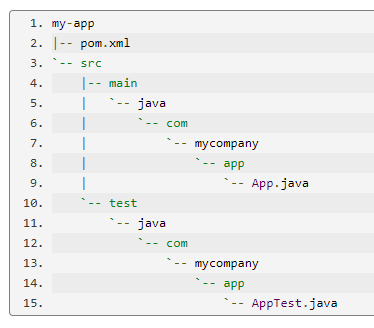 1. my-app
2. |-- pom.xml
3. `-- src
4.     |-- main
5.     |   `-- java
6.     |       `-- com
7.     |           `-- mycompany
8.     |               `-- app
9.     |                   `-- App.java
10.     `-- test
11.         `-- java
12.             `-- com
13.                 `-- mycompany
14.                     `-- app
15.                         `-- AppTest.java